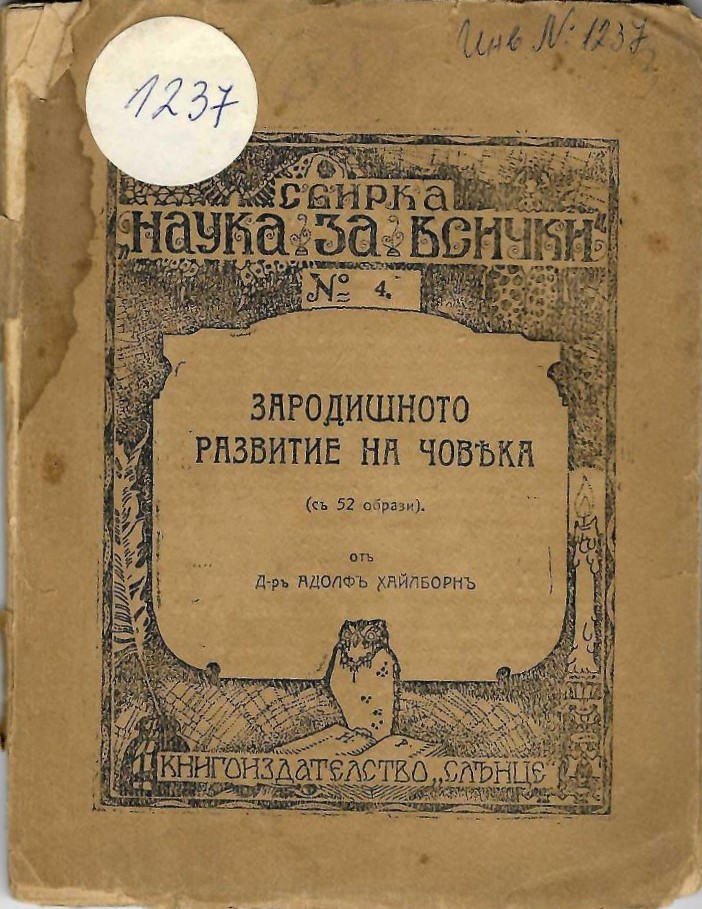 Инв №: 1237
1237
СБИРКА
„НАУКА ЗА ВСИЧКИ“
№ 4.
ЗАРОДИШНОТО
РАЗВИТИЕ НА ЧОВѢКА
(съ 52 образи).
отъ
Д-ръ АДОЛФЪ ХАЙЛБОРНЪ
Н Р
КНИГОИЗДАТЕЛСТВО „СЛЪНЦЕ“